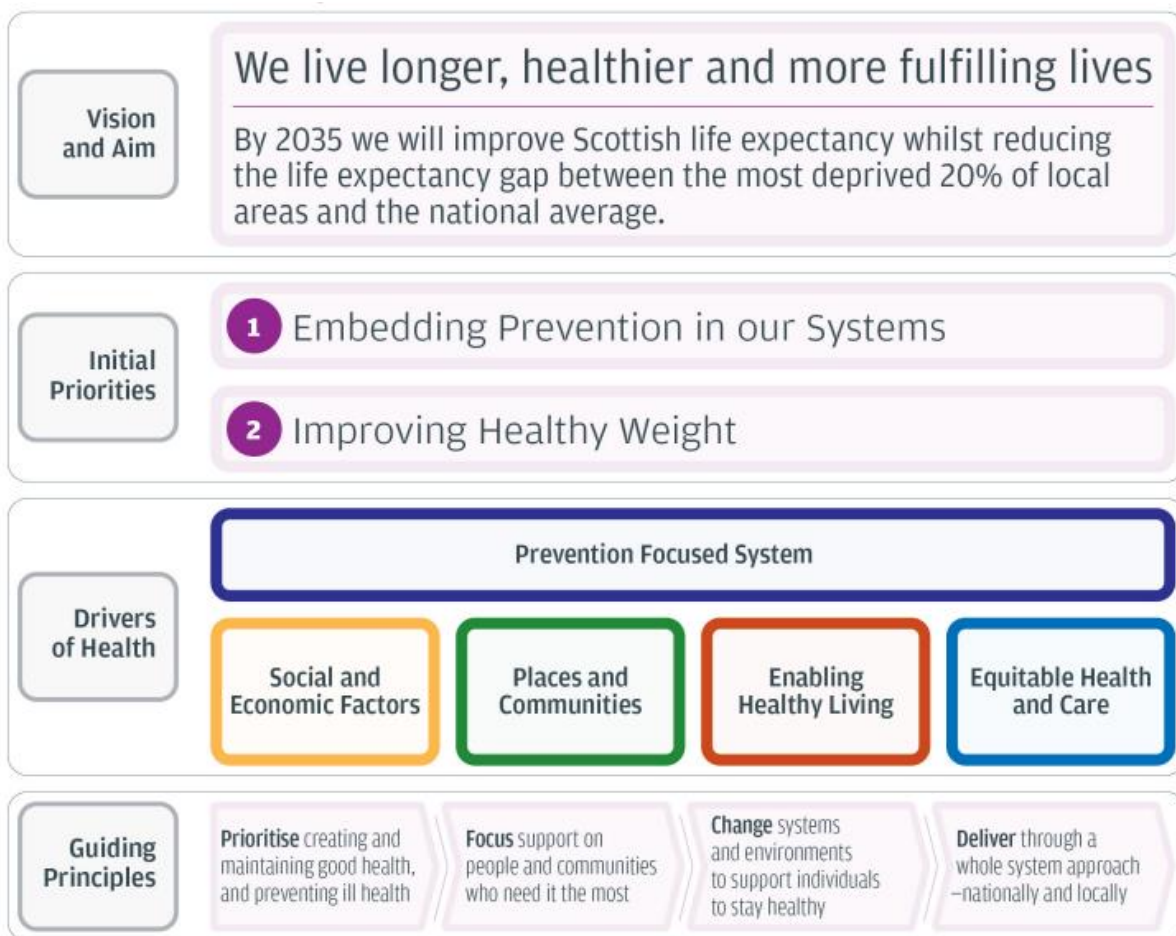 Vision
and Aim
We live longer, healthier and more fulfilling lives
By 2035 we will improve Scottish life expectancy whilst reducing
the life expectancy gap between the most deprived 20% of local
areas and the national average.
Initial
Priorities
1 Embedding Prevention in our Systems
2 Improving Healthy Weight
Drivers
of Health
Prevention Focused System
Social and
Economic Factors
Places and
Communities
Enabling
Healthy Living
Equitable Health
and Care
Guiding
Principles
Prioritise creating and
maintaining good health,
and preventing ill health
Focus support on
people and communities
who need it the most
Change systems
and environments
to support individuals
to stay healthy
Deliver through a
whole system approach
–nationally and locally